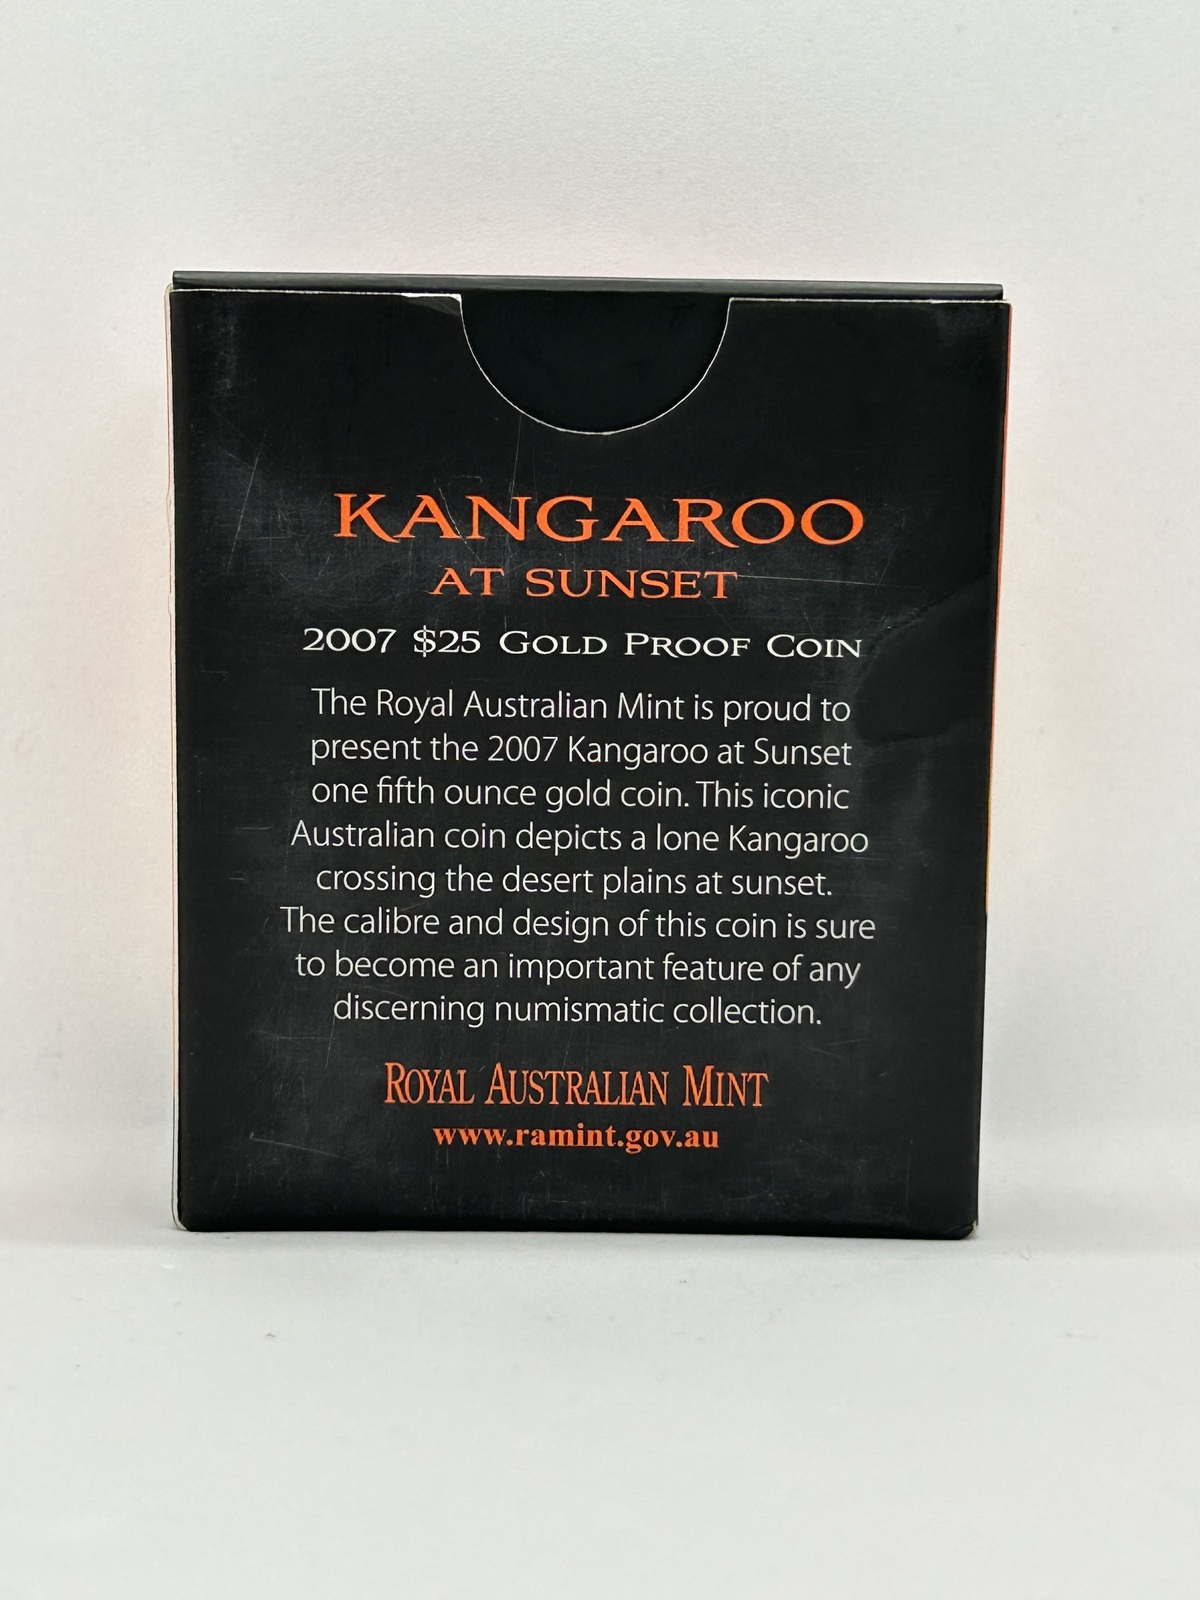 KANGAROO
AT SUNSET
2007 $25 GOLD PROOF COIN
The Royal Australian Mint is proud to
present the 2007 Kangaroo at Sunset
one fifth ounce gold coin. This iconic
Australian coin depicts a lone Kangaroo
crossing the desert plains at sunset.
The calibre and design of this coin is sure
to become an important feature of any
discerning numismatic collection.
ROYAL AUSTRALIAN MINT
www.ramint.gov.au